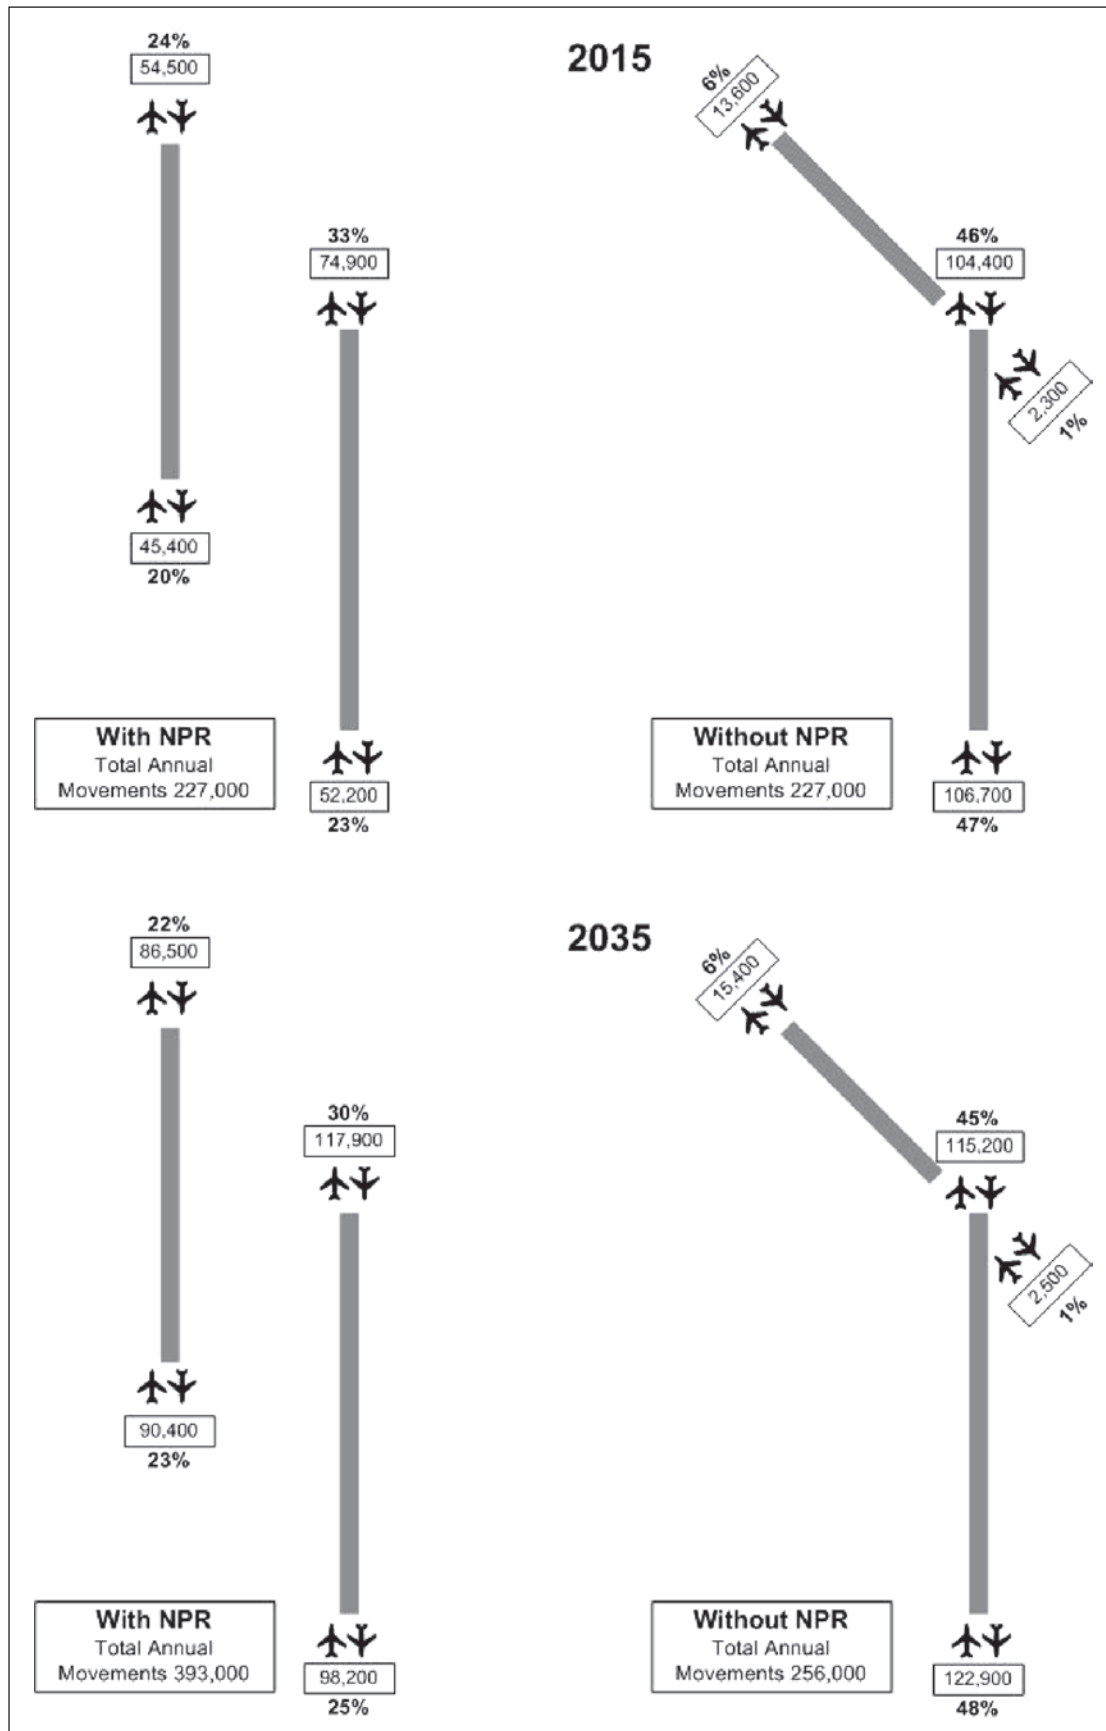 2015
24%
54,500
33%
74,900
45,400
20%
With NPR
Total Annual
Movements 227,000
52,200
23%
6%
13,600
46%
104,400
2,300
1%
Without NPR
Total Annual
Movements 227,000
106,700
47%
2035
22%
86,500
30%
117,900
90,400
23%
With NPR
Total Annual
Movements 393,000
98,200
25%
6%
15,400
45%
115,200
2,500
1%
Without NPR
Total Annual
Movements 256,000
122,900
48%